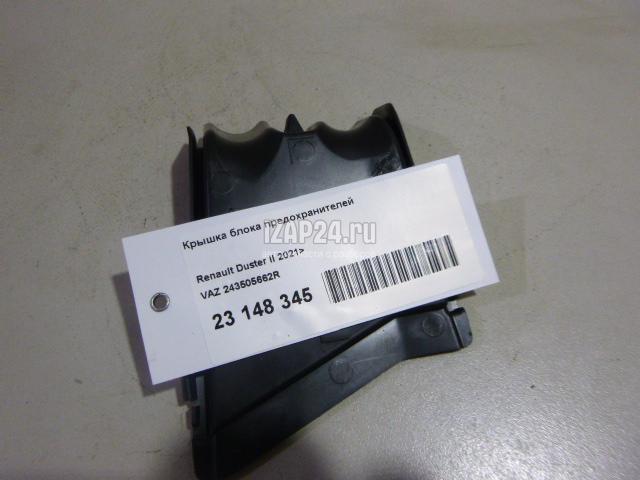 Крышка блока предохранителей
IZAP24.ru
Renault Duster II 2021>
VAZ 243505662R
23 148 345